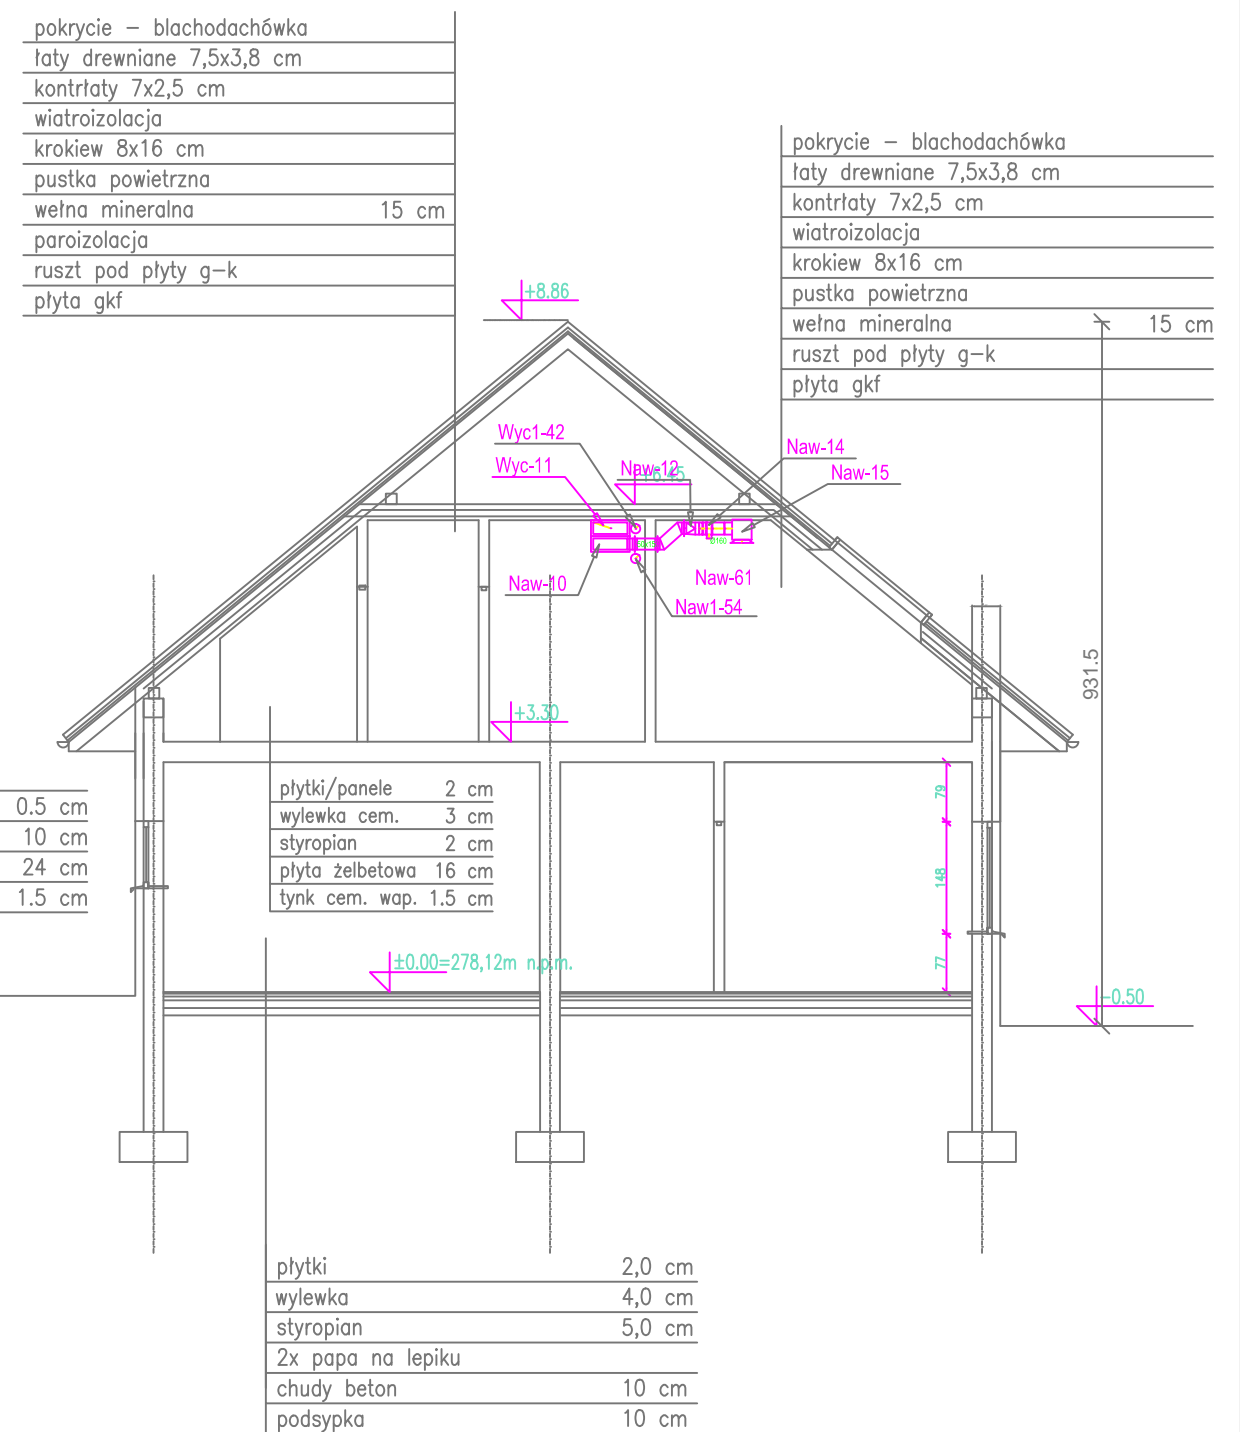 pokrycie – blachodachówka
łaty drewniane 7,5x3,8 cm
kontrłaty 7x2,5 cm
wiatroizolacja
krokiew 8x16 cm
pustka powietrzna
wełna mineralna 15 cm
paroizolacja
ruszt pod płyty g–k
płyta gkf
pokrycie – blachodachówka
łaty drewniane 7,5x3,8 cm
kontrłaty 7x2,5 cm
wiatroizolacja
krokiew 8x16 cm
pustka powietrzna
wełna mineralna 15 cm
ruszt pod płyty g–k
płyta gkf
+8.86
Wyc1-42
Wyc-11
Naw-12
+6.45
Naw-14
Naw-15
Ø160
Naw-61
Naw-10
Naw1-54
931.5
+3.30
0.5 cm
10 cm
24 cm
1.5 cm
płytki/panele 2 cm
wylewka cem. 3 cm
styropian 2 cm
płyta żelbetowa 16 cm
tynk cem. wap. 1.5 cm
79
148
77
±0.00=278,12m n.p.m.
-0.50
płytki 2,0 cm
wylewka 4,0 cm
styropian 5,0 cm
2x papa na lepiku
chudy beton 10 cm
podsypka 10 cm